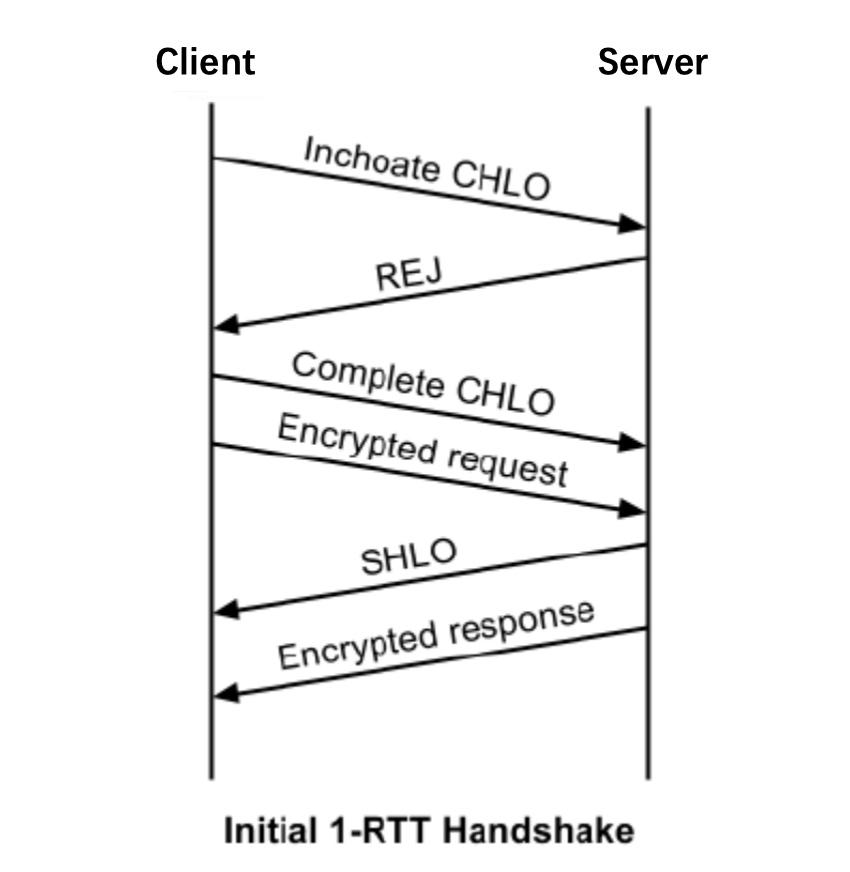 Client
Server
Inchoate CHLO
REJ
Complete CHLO
Encrypted request
SHLO
Encrypted response
Initial 1-RTT Handshake